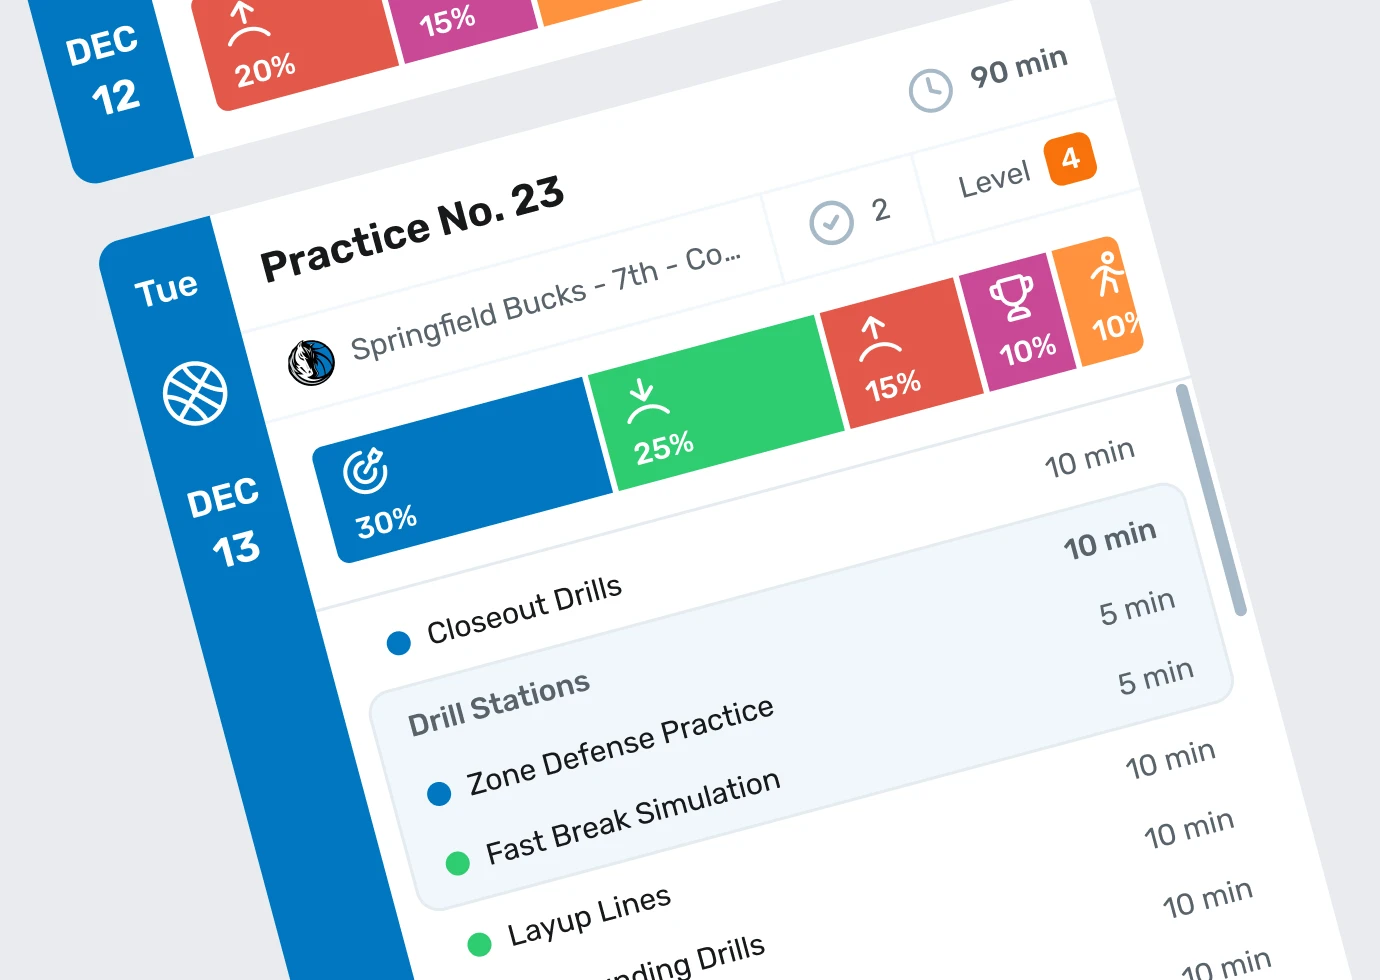 DEC
12
20%
15%
90 min
Practice No. 23
Springfield Bucks - 7th - Co...
2
Level 4
Tue
DEC
13
30%
25%
15%
10%
10%
Closeout Drills 10 min
Drill Stations 10 min
Zone Defense Practice 5 min
Fast Break Simulation 5 min
Layup Lines 10 min
nding Drills 10 min
10 min
10 min